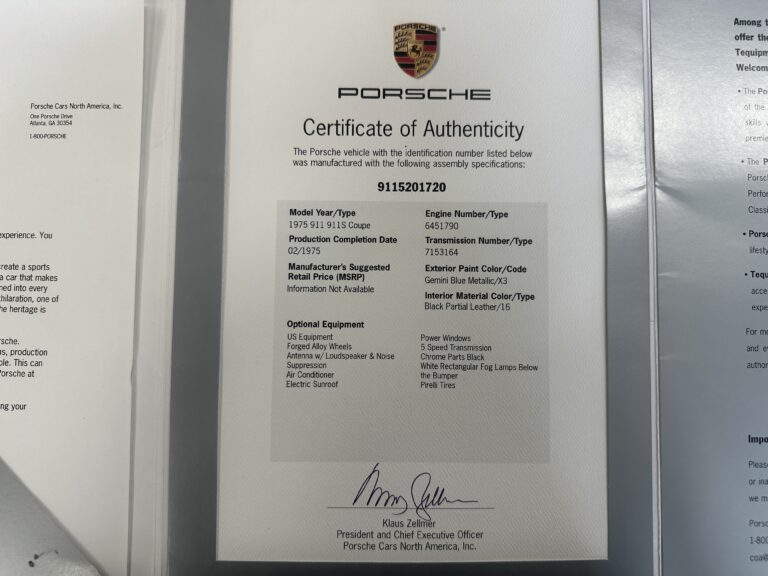 Porsche Cars North America, Inc.
One Porsche Drive
Atlanta, GA 30354
1-800-PORSCHE
experience. You
create a sports
a car that makes
ned into every
hilaration, one of
he heritage is
rsche.
ns, production
ole. This can
Porsche at
ng your
PORSCHE
PORSCHE
Certificate of Authenticity
The Porsche vehicle with the identification number listed below
was manufactured with the following assembly specifications:
9115201720
Model Year/Type
1975 911 911S Coupe
Production Completion Date
02/1975
Manufacturer's Suggested
Retail Price (MSRP)
Information Not Available
Engine Number/Type
6451790
Transmission Number/Type
7153164
Exterior Paint Color/Code
Gemini Blue Metallic/X3
Interior Material Color/Type
Black Partial Leather/16
Optional Equipment
US Equipment
Forged Alloy Wheels
Antenna w/ Loudspeaker & Noise
Suppression
Air Conditioner
Electric Sunroof
Power Windows
5 Speed Transmission
Chrome Parts Black
White Rectangular Fog Lamps Below
the Bumper
Pirelli Tires
Klaus Zellmer
President and Chief Executive Officer
Porsche Cars North America, Inc.
Among t
offer the
Tequipm
Welcom
• The Po
of the
skills
premie
• The P
Porsch
Perfor
Classi
• Porsc
lifesty
• Tequ
acce
expe
For mo
and e
author
Impo
Pleas
or ina
we m
Porsc
1-800
coa@